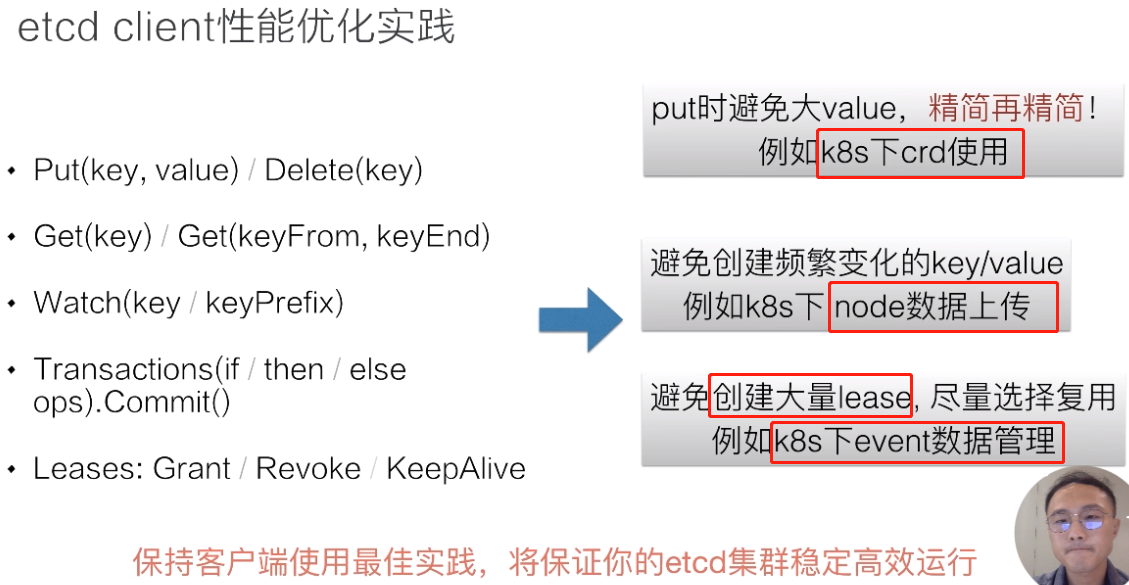 etcd client性能优化实践
• Put(key, value) / Delete(key)
• Get(key) / Get(keyFrom, keyEnd)
• Watch(key / keyPrefix)
• Transactions(if / then / else
ops).Commit()
• Leases: Grant / Revoke / KeepAlive
put时避免大value，精简再精简！
例如k8s下crd使用
避免创建频繁变化的key/value
例如k8s下 node数据上传
避免创建大量lease, 尽量选择复用
例如k8s下event数据管理
保持客户端使用最佳实践，将保证你的etcd集群稳定高效运行